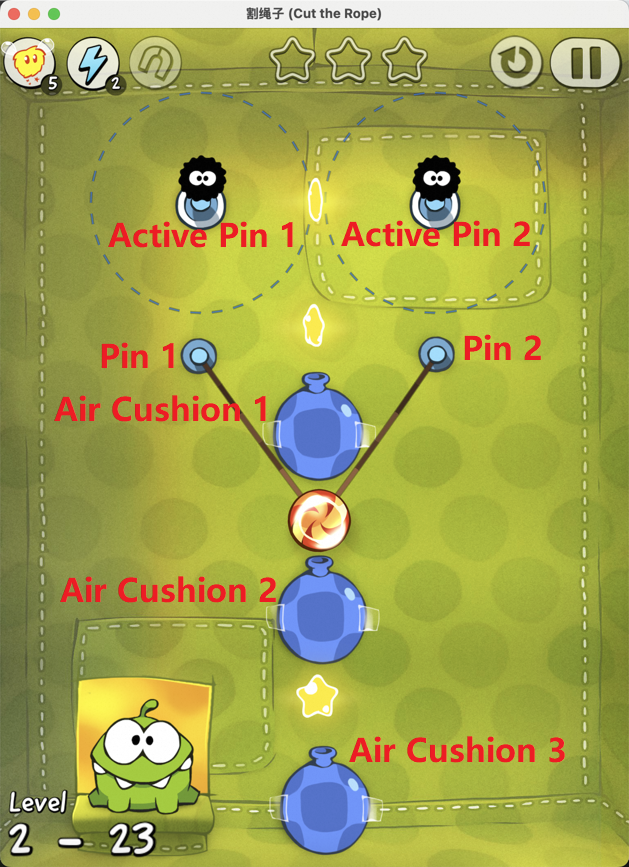 割绳子 (Cut the Rope)
5
2
Active Pin 1
Active Pin 2
Pin 1
Pin 2
Air Cushion 1
Air Cushion 2
Air Cushion 3
Level
2 - 23